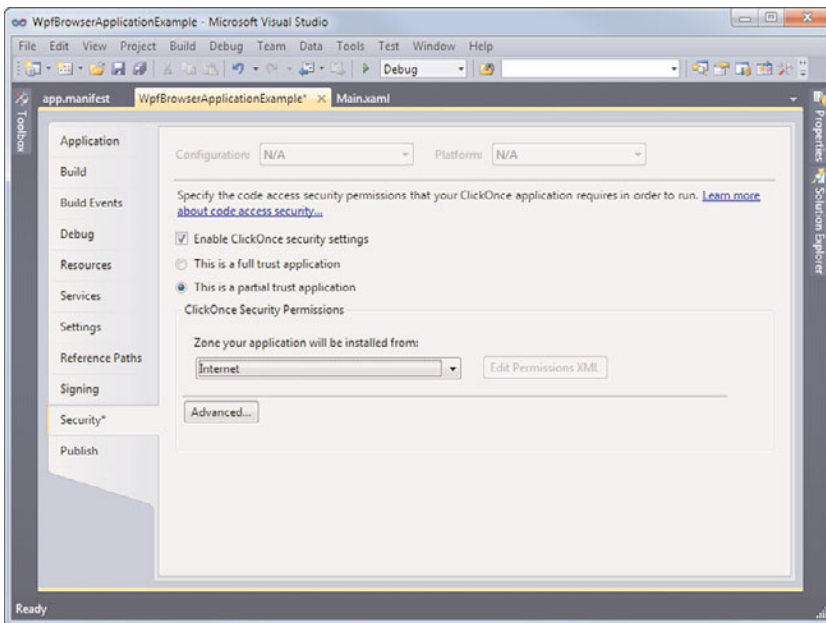 WpfBrowserApplicationExample - Microsoft Visual Studio
File Edit View Project Build Debug Team Data Tools Test Window Help
Debug
app.manifest WpfBrowserApplicationExample* Main.xaml
Toolbox
Properties
Solution Explorer
Application
Build
Build Events
Debug
Resources
Services
Settings
Reference Paths
Signing
Security*
Publish
Configuration: N/A Platform: N/A
Specify the code access security permissions that your ClickOnce application requires in order to run. Learn more
about code access security...
Enable ClickOnce security settings
This is a full trust application
This is a partial trust application
ClickOnce Security Permissions
Zone your application will be installed from:
Internet Edit Permissions XML
Advanced...
Ready